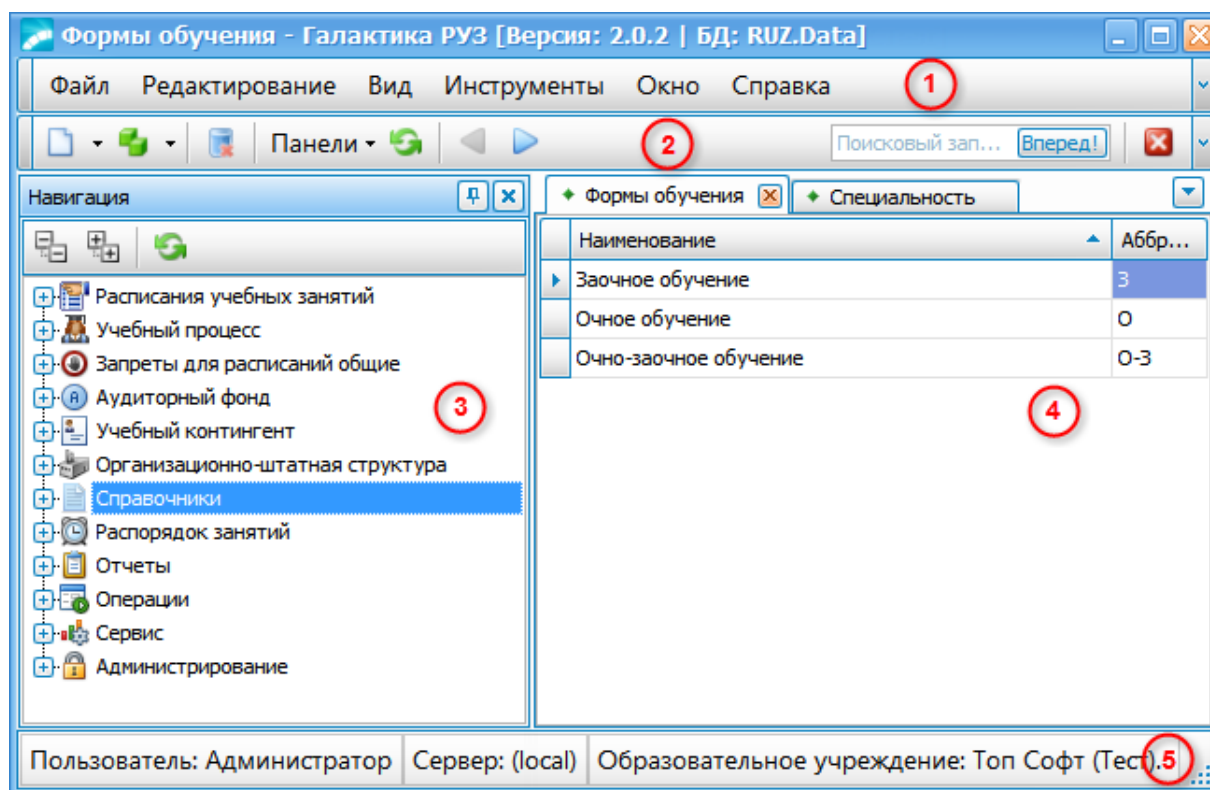 Формы обучения - Галактика РУЗ [Версия: 2.0.2 | БД: RUZ.Data]
Файл Редактирование Вид Инструменты Окно Справка 1
Панели 2 Поисковый зап... Вперед!
Навигация
Формы обучения Специальность
Наименование Аббр...
Заочное обучение З
Очное обучение О
Очно-заочное обучение О-З
Расписания учебных занятий
Учебный процесс
Запреты для расписаний общие
Аудиторный фонд
Учебный контингент
Организационно-штатная структура
Справочники
Распорядок занятий
Отчеты
Операции
Сервис
Администрирование
3
4
Пользователь: Администратор Сервер: (local) Образовательное учреждение: Топ Софт (Тест). 5